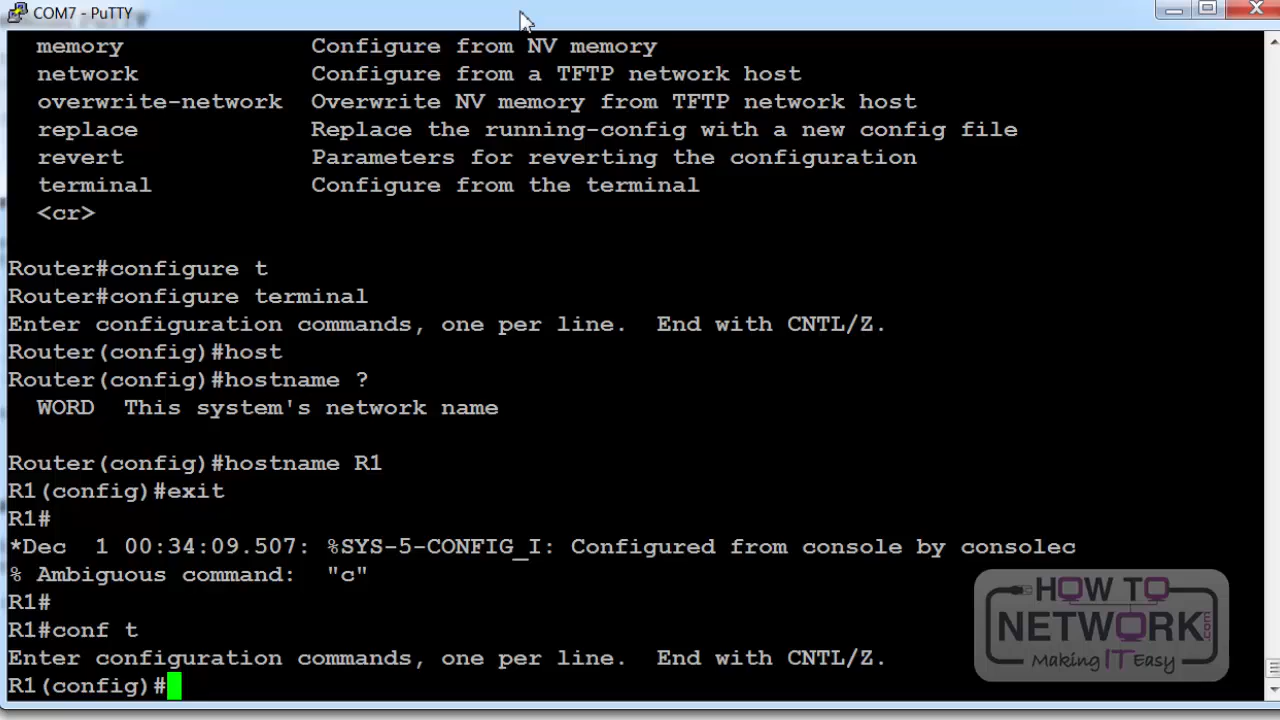 COM7 - PuTTY
memory Configure from NV memory
network Configure from a TFTP network host
overwrite-network Overwrite NV memory from TFTP network host
replace Replace the running-config with a new config file
revert Parameters for reverting the configuration
terminal Configure from the terminal
<cr>
Router#configure t
Router#configure terminal
Enter configuration commands, one per line. End with CNTL/Z.
Router(config)#host
Router(config)#hostname ?
WORD This system's network name
Router(config)#hostname R1
R1(config)#exit
R1#
*Dec 1 00:34:09.507: %SYS-5-CONFIG_I: Configured from console by consolec
% Ambiguous command: "c"
R1#
R1#conf t
Enter configuration commands, one per line. End with CNTL/Z.
R1(config)#
HOW TO
NETWORK.com
Making IT Easy